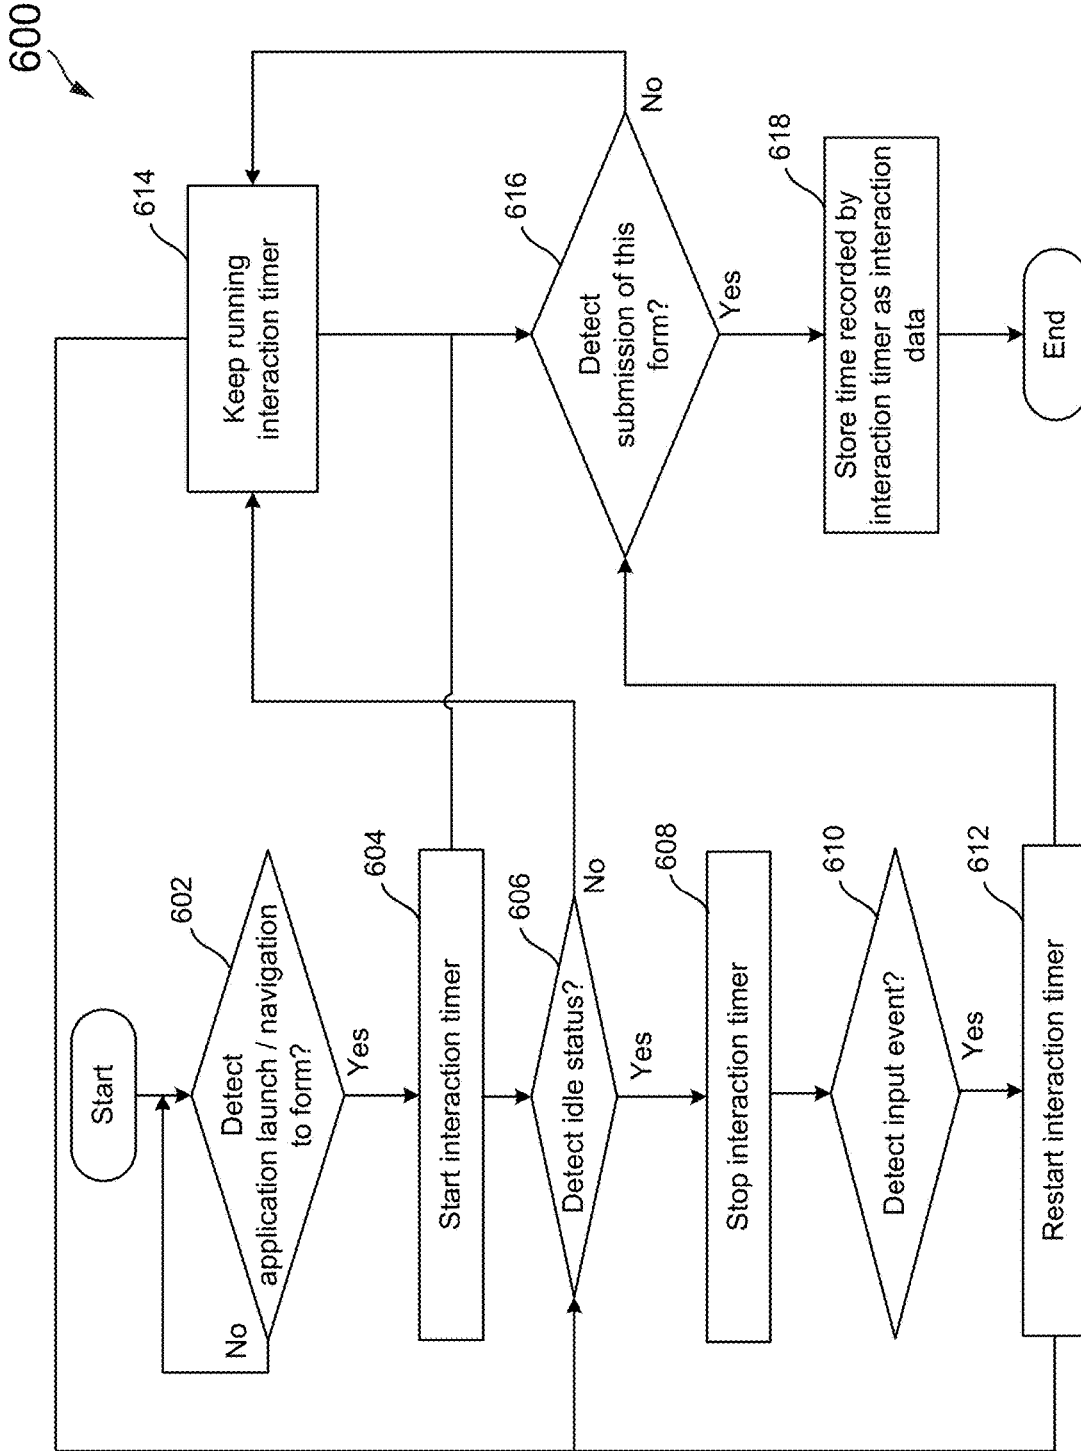 600
Start
602
Detect
application launch / navigation
to form?
No
Yes
604
Start interaction timer
606
Detect idle status?
No
Yes
608
Stop interaction timer
610
Detect input event?
Yes
612
Restart interaction timer
614
Keep running
interaction timer
616
Detect
submission of this
form?
No
Yes
618
Store time recorded by
interaction timer as interaction
data
End